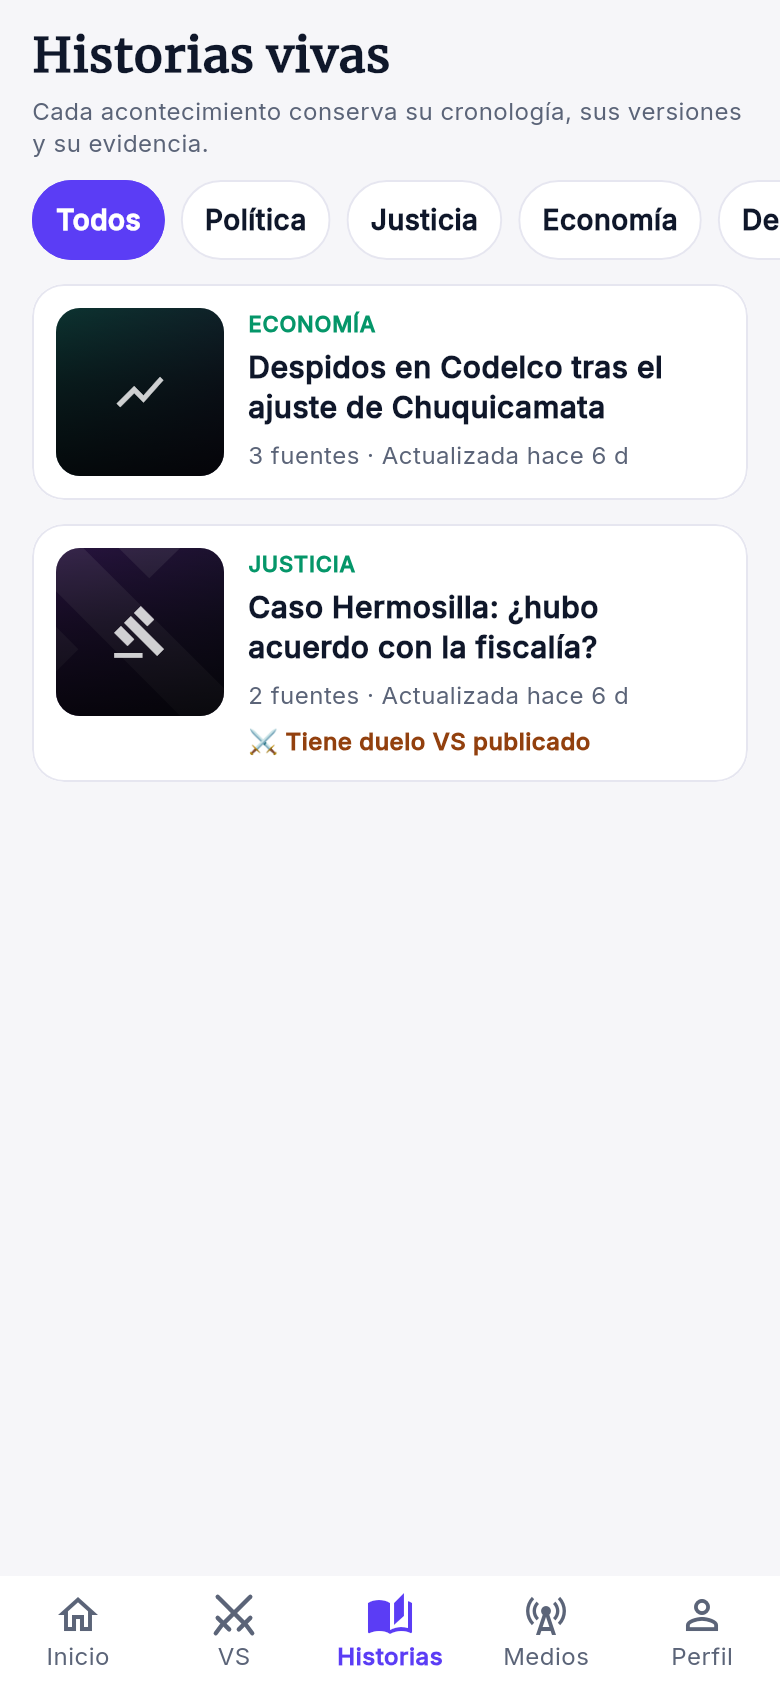 Historias vivas
Cada acontecimiento conserva su cronología, sus versiones
y su evidencia.
Todos
Política
Justicia
Economía
De
ECONOMÍA
Despidos en Codelco tras el
ajuste de Chuquicamata
3 fuentes · Actualizada hace 6 d
JUSTICIA
Caso Hermosilla: ¿hubo
acuerdo con la fiscalía?
2 fuentes · Actualizada hace 6 d
⚔️ Tiene duelo VS publicado
Inicio
VS
Historias
Medios
Perfil